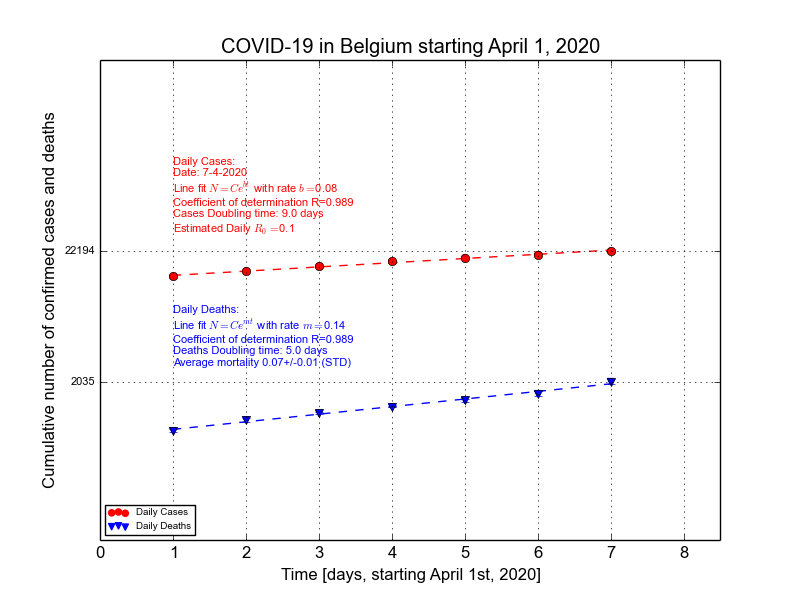 COVID-19 in Belgium starting April 1, 2020
Cumulative number of confirmed cases and deaths
Daily Cases:
Date: 7-4-2020
Line fit N=Ce^{bt} with rate b=0.08
Coefficient of determination R=0.989
Cases Doubling time: 9.0 days
Estimated Daily R_0=0.1
22194
Daily Deaths:
Line fit N=Ce^{mt} with rate m=0.14
Coefficient of determination R=0.989
Deaths Doubling time: 5.0 days
Average mortality 0.07+/-0.01 (STD)
2035
Daily Cases
Daily Deaths
0 1 2 3 4 5 6 7 8
Time [days, starting April 1st, 2020]